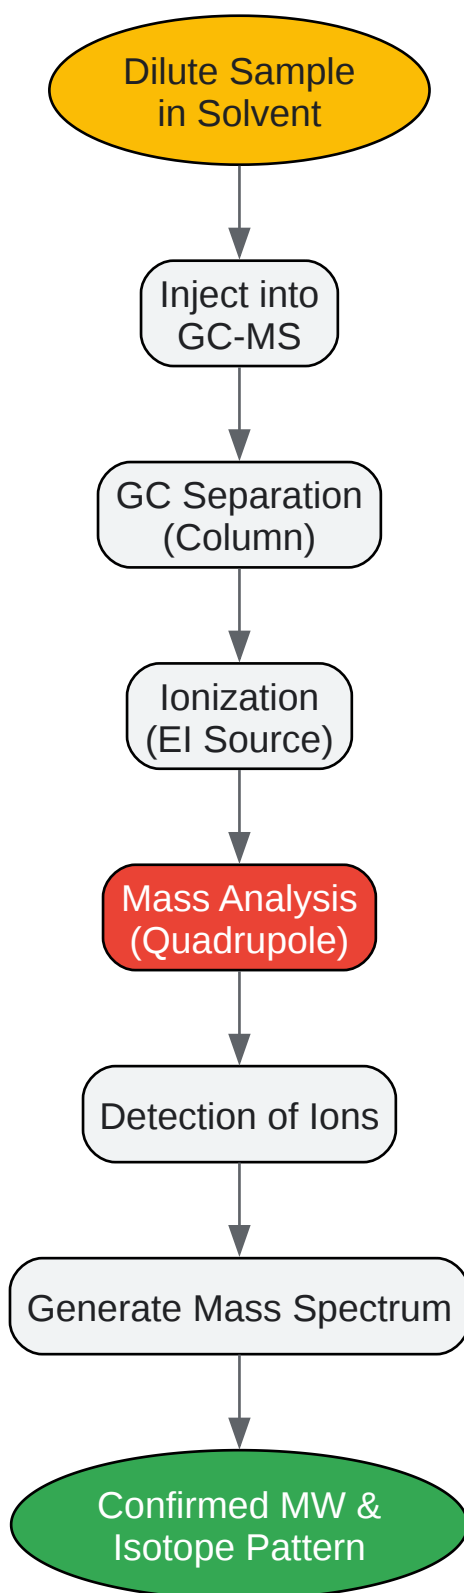 Dilute Sample
in Solvent
Inject into
GC-MS
GC Separation
(Column)
Ionization
(EI Source)
Mass Analysis
(Quadrupole)
Detection of Ions
Generate Mass Spectrum
Confirmed MW &
Isotope Pattern